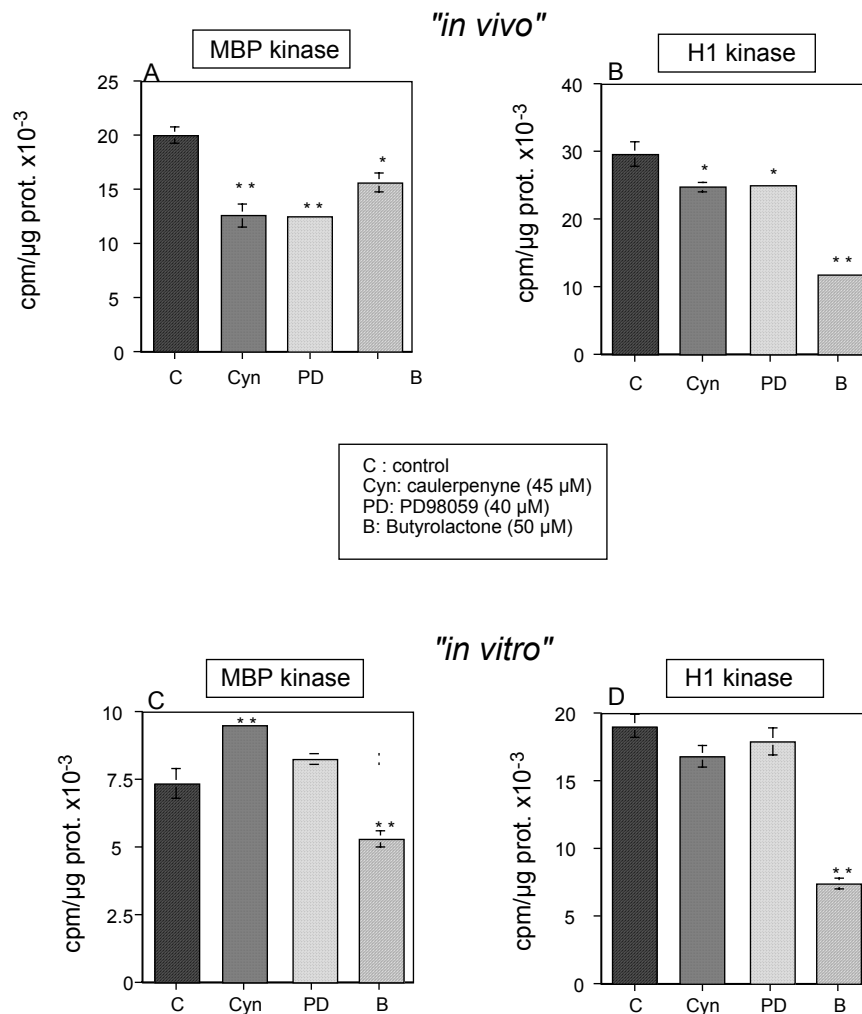 "in vivo"
MBP kinase
H1 kinase
A
B
cpm/µg prot. x10-3
25
20
15
10
5
0
**
**
*
C Cyn PD B
cpm/µg prot. x10-3
40
30
20
10
0
*
*
**
C Cyn PD B
C : control
Cyn: caulerpenyne (45 µM)
PD: PD98059 (40 µM)
B: Butyrolactone (50 µM)
"in vitro"
MBP kinase
H1 kinase
C
D
cpm/µg prot. x10-3
10
7.5
5
2.5
0
**
**
C Cyn PD B
cpm/µg prot. x10-3
20
15
10
5
0
**
C Cyn PD B